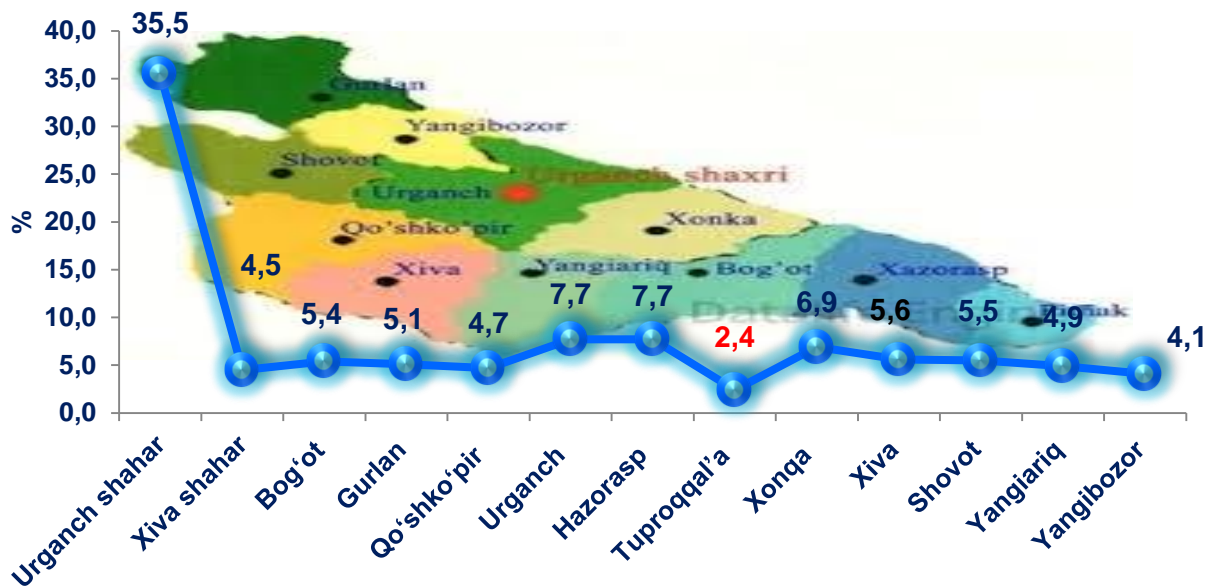 35,5
40,0
35,0
30,0
25,0
20,0
15,0
10,0
5,0
0,0
%
Gurlan
Yangibozor
Shovot
Urganch shaxri
Urganch
Xonka
Qo'shko'pir
Xiva
Yangiariq
Bog'ot
Xazorasp
4,5
5,4
5,1
4,7
7,7
7,7
2,4
6,9
5,6
5,5
4,9
4,1
Urganch shahar
Xiva shahar
Bog‘ot
Gurlan
Qo‘shko‘pir
Urganch
Hazorasp
Tuproqqal’a
Xonqa
Xiva
Shovot
Yangiariq
Yangibozor